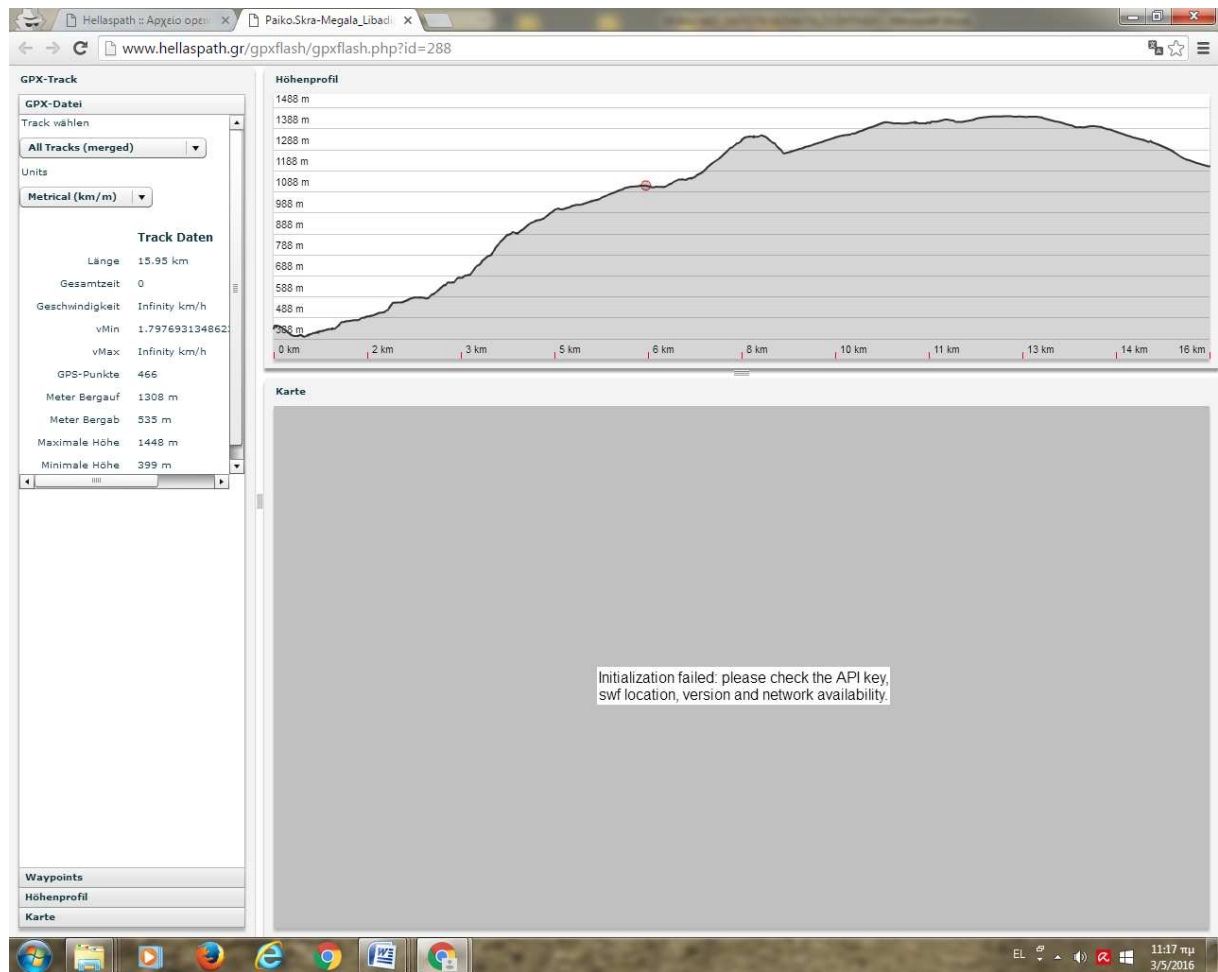 Hellaspath :: Αρχείο open
Paiko.Skra-Megala_Libadi
www.hellaspath.gr/gpxflash/gpxflash.php?id=288
GPX-Track
GPX-Datei
Track wählen
All Tracks (merged)
Units
Metrical (km/m)
Track Daten
Länge 15.95 km
Gesamtzeit 0
Geschwindigkeit Infinity km/h
vMin 1.797693134862
vMax Infinity km/h
GPS-Punkte 466
Meter Bergauf 1308 m
Meter Bergab 535 m
Maximale Höhe 1448 m
Minimale Höhe 399 m
Waypoints
Höhenprofil
Karte
Höhenprofil
1488 m
1388 m
1288 m
1188 m
1088 m
988 m
888 m
788 m
688 m
588 m
488 m
388 m
0 km 2 km 3 km 5 km 6 km 8 km 10 km 11 km 13 km 14 km 16 km
Karte
Initialization failed: please check the API key,
swf location, version and network availability.
EL 11:17 πμ
3/5/2016